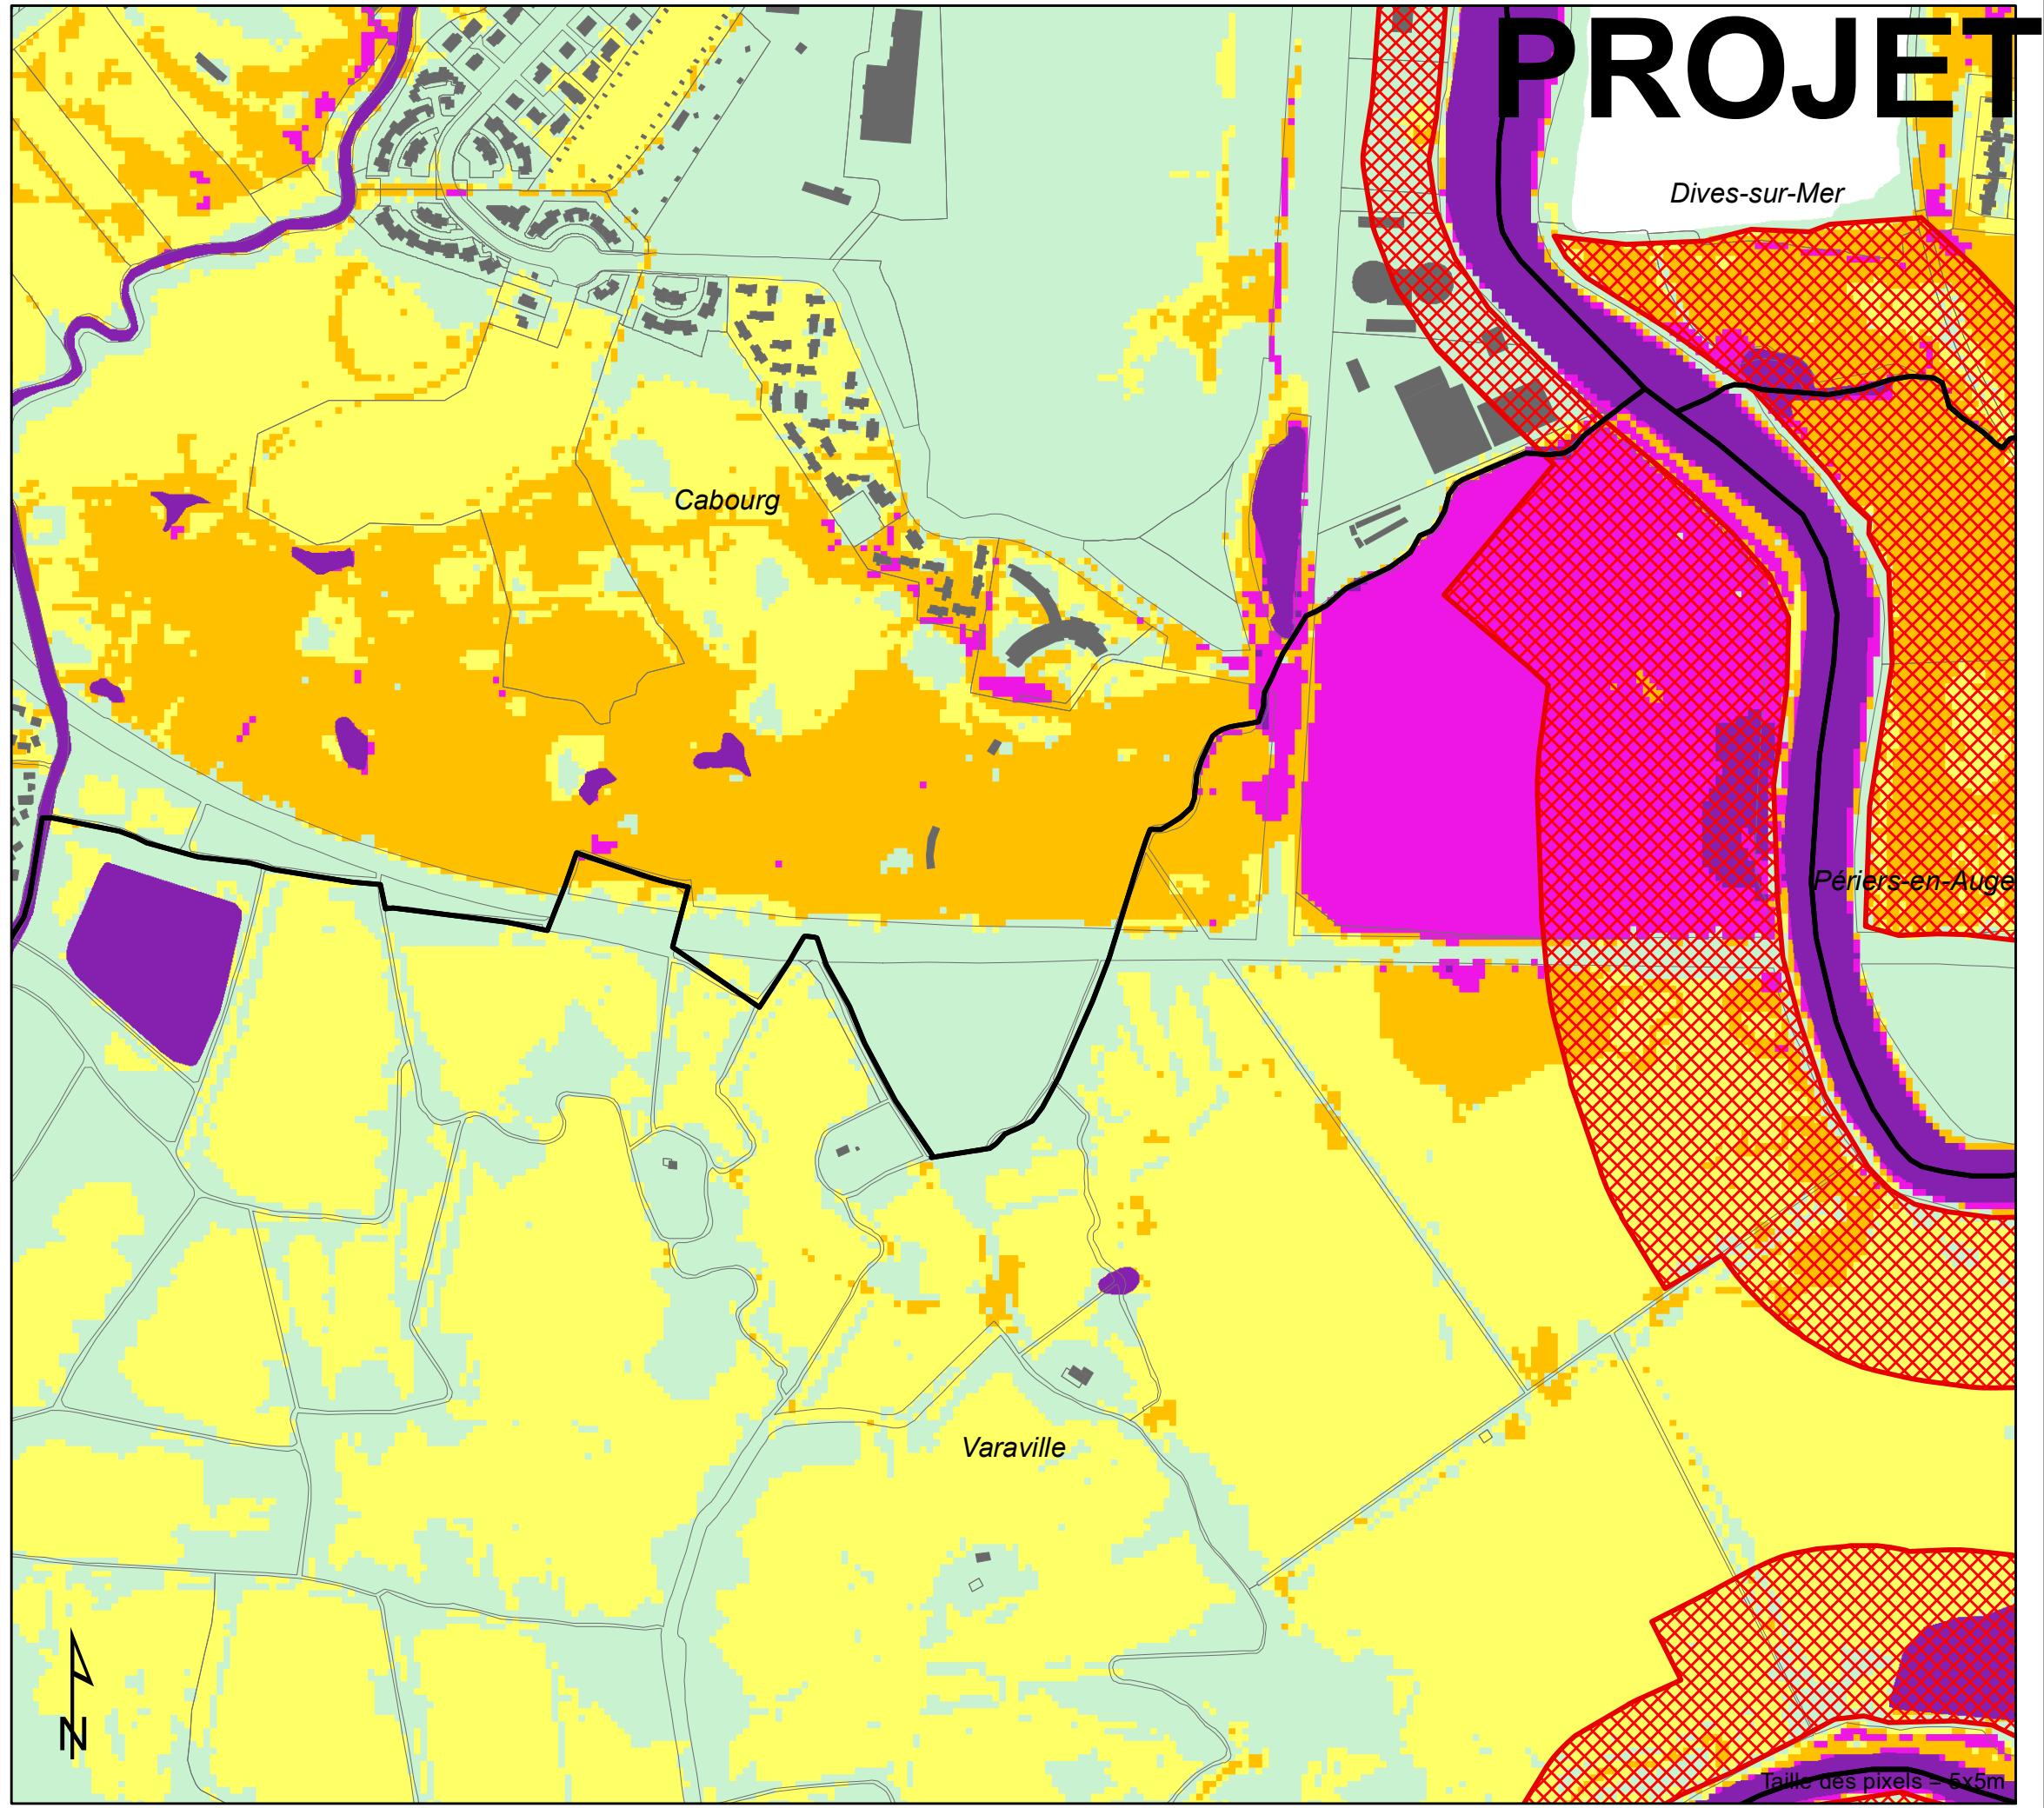 PROJET
Dives-sur-Mer
Cabourg
Périers-en-Auge
Varaville
N
Taille des pixels = 5x5m